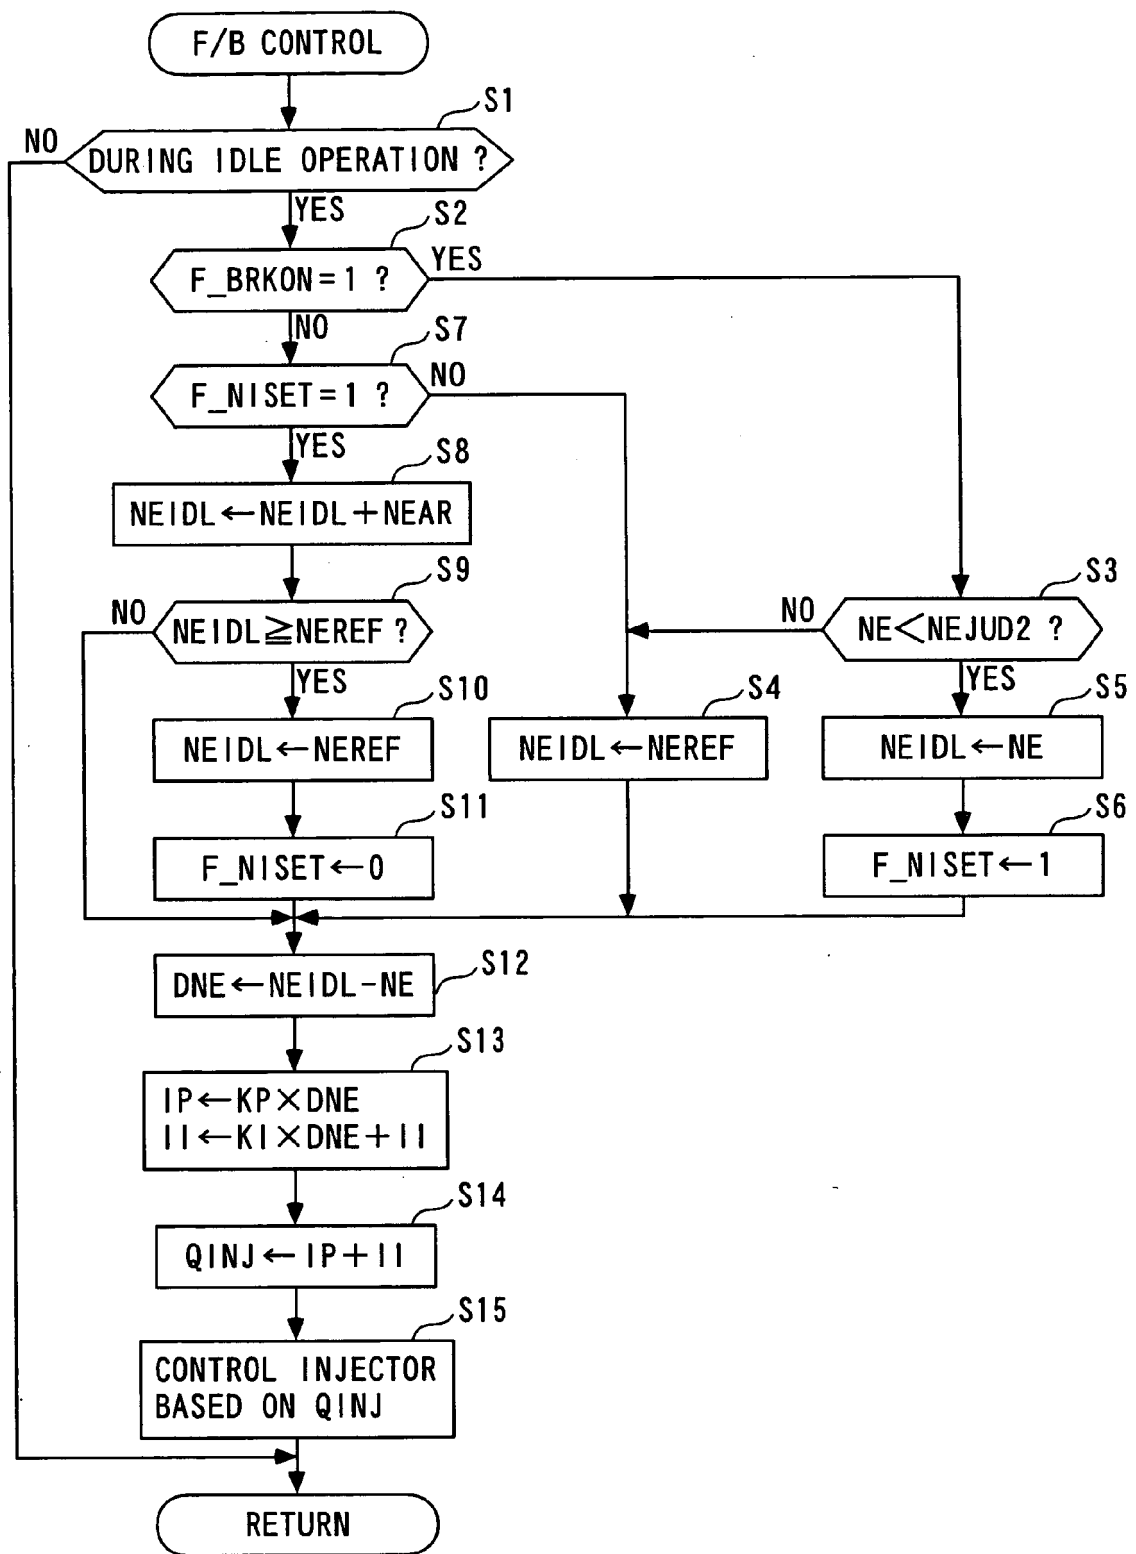 F/B CONTROL
S1
NO
DURING IDLE OPERATION ?
YES
S2
F_BRKON=1 ?
YES
NO
S7
F_NISET=1 ?
NO
YES
S8
NEIDL←NEIDL+NEAR
S9
NO
NEIDL≧NEREF ?
YES
S3
NO
NE<NEJUD2 ?
YES
S10
NEIDL←NEREF
S4
NEIDL←NEREF
S5
NEIDL←NE
S11
F_NISET←0
S6
F_NISET←1
S12
DNE←NEIDL-NE
S13
IP←KP×DNE
II←KI×DNE+II
S14
QINJ←IP+II
S15
CONTROL INJECTOR
BASED ON QINJ
RETURN